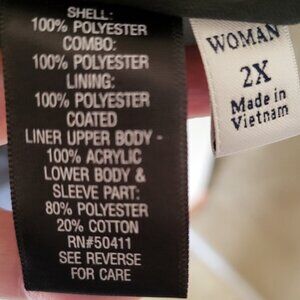 SHELL:
100% POLYESTER
COMBO:
100% POLYESTER
LINING:
100% POLYESTER
COATED
LINER UPPER BODY -
100% ACRYLIC
LOWER BODY &
SLEEVE PART:
80% POLYESTER
20% COTTON
RN#50411
SEE REVERSE
FOR CARE
WOMAN
2X
Made in
Vietnam